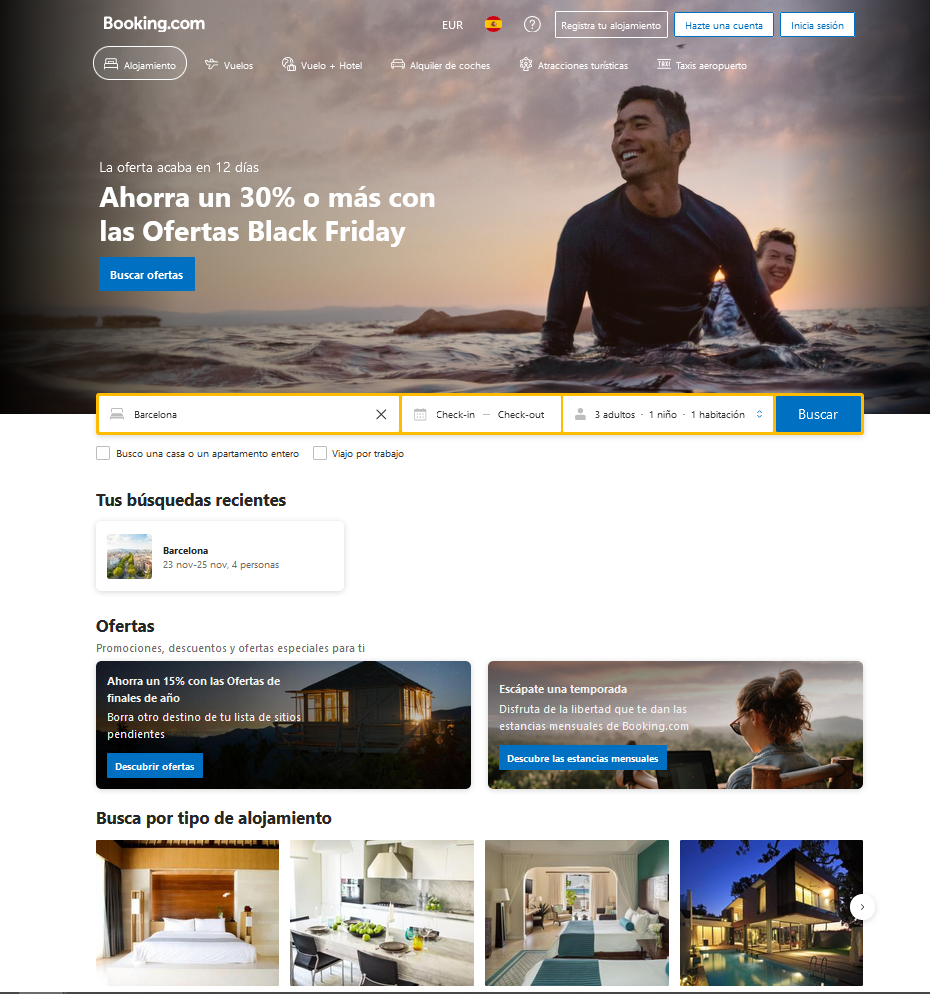 Booking.com
EUR
Registra tu alojamiento
Hazte una cuenta
Inicia sesión
Alojamiento
Vuelos
Vuelo + Hotel
Alquiler de coches
Atracciones turísticas
TAXI
Taxis aeropuerto
La oferta acaba en 12 días
Ahorra un 30% o más con
las Ofertas Black Friday
Buscar ofertas
Barcelona
Check-in — Check-out
3 adultos · 1 niño · 1 habitación
Buscar
Busco una casa o un apartamento entero
Viajo por trabajo
Tus búsquedas recientes
Barcelona
23 nov-25 nov, 4 personas
Ofertas
Promociones, descuentos y ofertas especiales para ti
Ahorra un 15% con las Ofertas de
finales de año
Borra otro destino de tu lista de sitios
pendientes
Descubrir ofertas
Escápate una temporada
Disfruta de la libertad que te dan las
estancias mensuales de Booking.com
Descubre las estancias mensuales
Busca por tipo de alojamiento